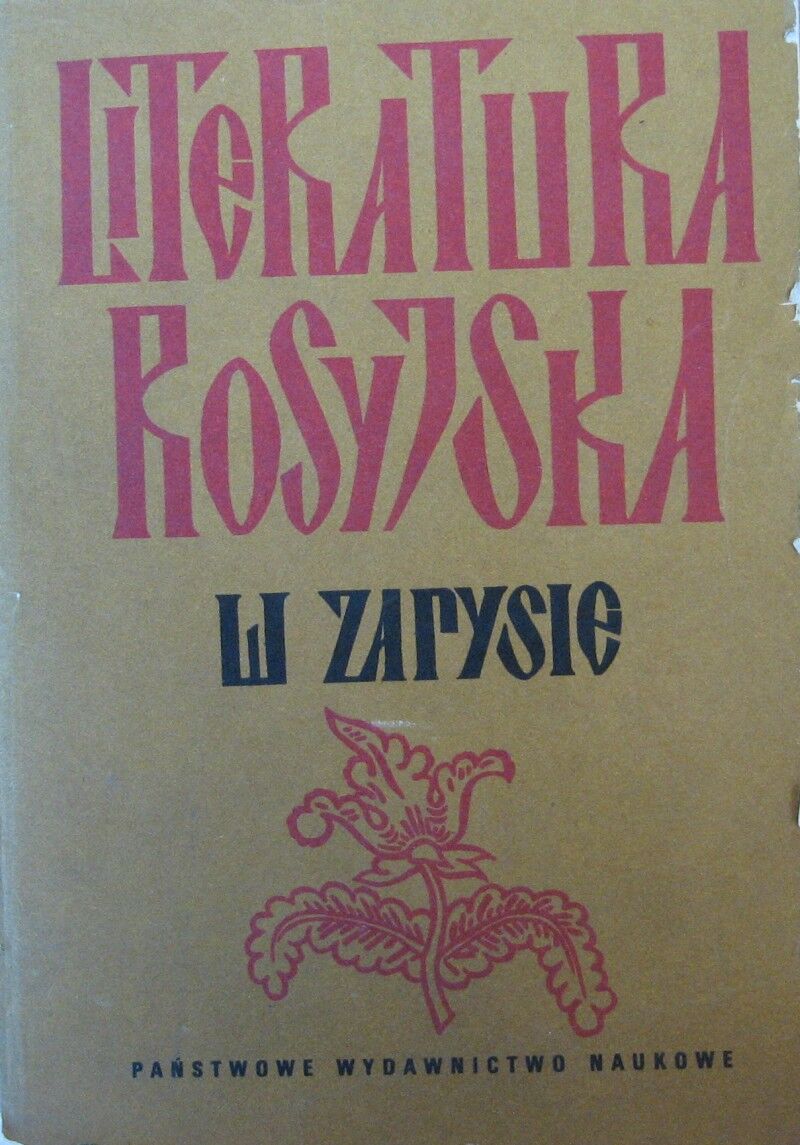 LITERATURA
ROSYJSKA
W ZARYSIE
PAŃSTWOWE WYDAWNICTWO NAUKOWE